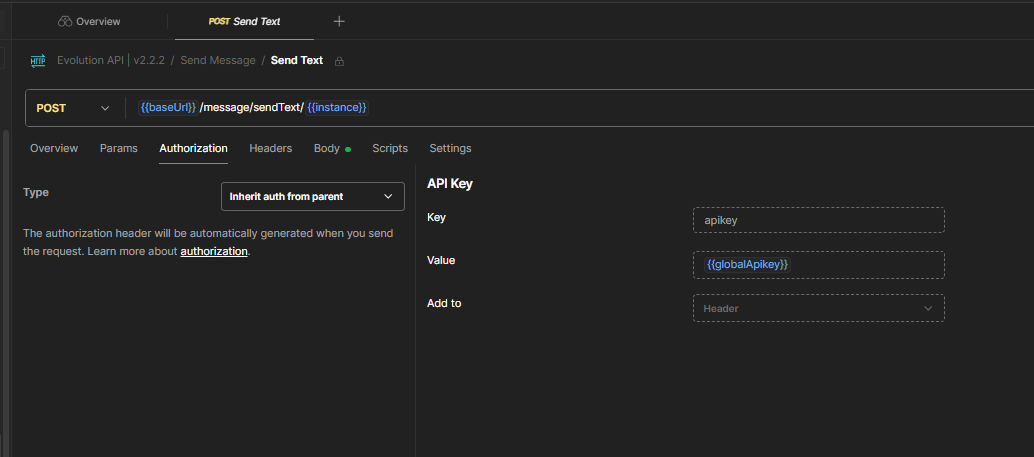 Overview
POST Send Text
HTTP Evolution API | v2.2.2 / Send Message / Send Text
POST {{baseUrl}} /message/sendText/ {{instance}}
Overview Params Authorization Headers Body Scripts Settings
Type Inherit auth from parent
The authorization header will be automatically generated when you send
the request. Learn more about authorization.
API Key
Key apikey
Value {{globalApikey}}
Add to Header